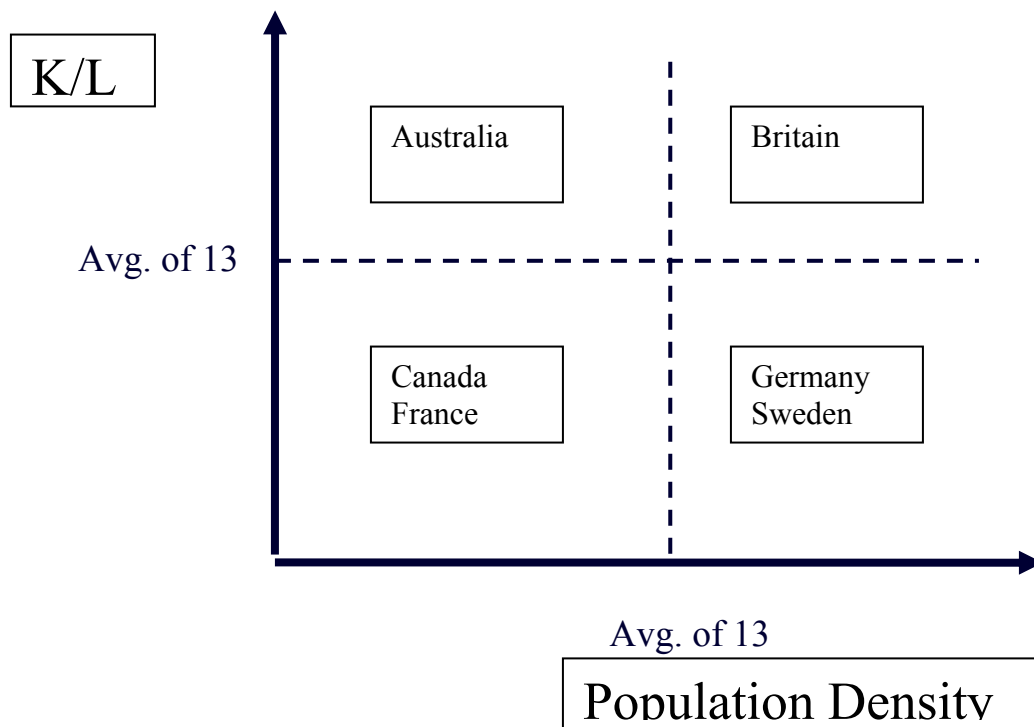 K/L
Australia
Britain
Avg. of 13
Canada
France
Germany
Sweden
Avg. of 13
Population Density